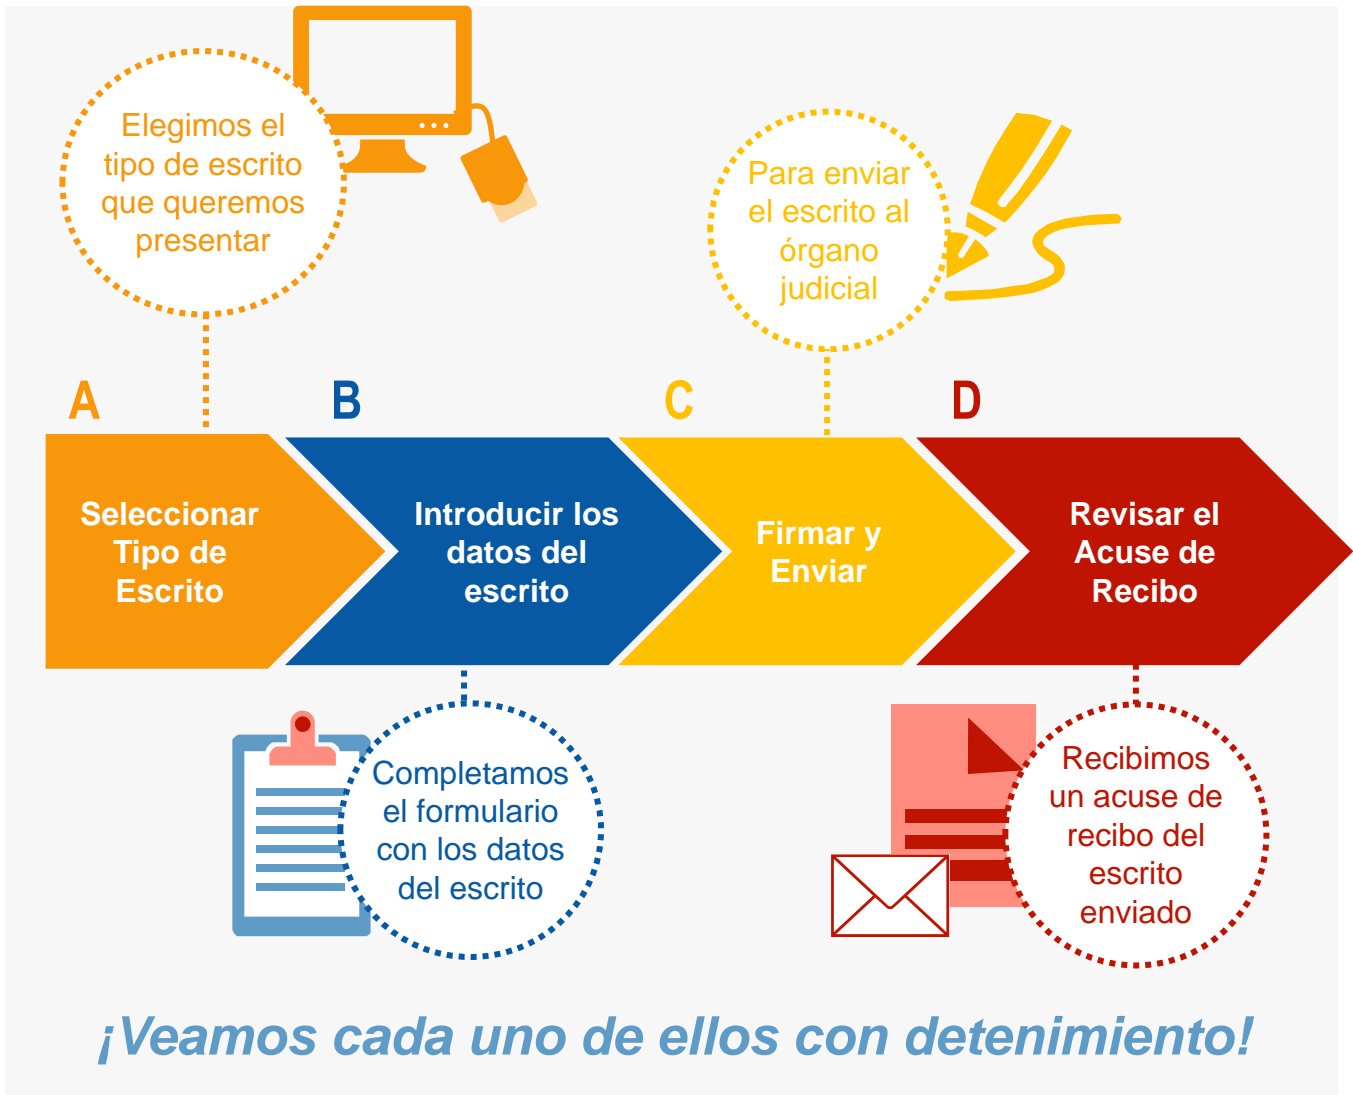 Elegimos el
tipo de escrito
que queremos
presentar
Para enviar
el escrito al
órgano
judicial
A
B
C
D
Seleccionar
Tipo de
Escrito
Introducir los
datos del
escrito
Firmar y
Enviar
Revisar el
Acuse de
Recibo
Completamos
el formulario
con los datos
del escrito
Recibimos
un acuse de
recibo del
escrito
enviado
¡Veamos cada uno de ellos con detenimiento!